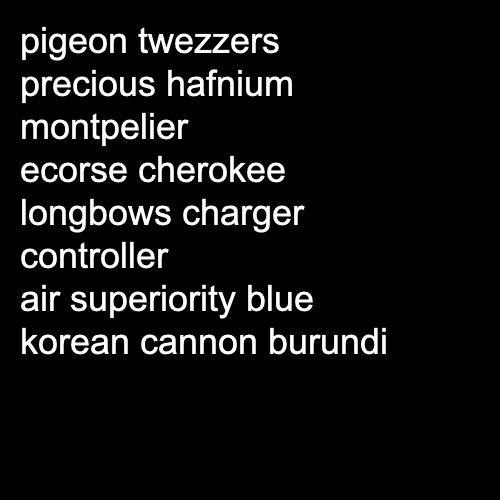 pigeon twezzers
precious hafnium
montpelier
ecorse cherokee
longbows charger
controller
air superiority blue
korean cannon burundi